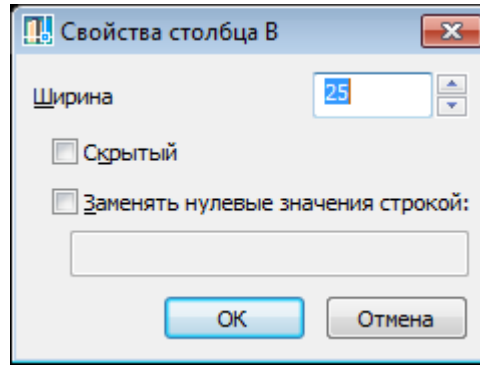 Свойства столбца B
Ширина 25
Скрытый
Заменять нулевые значения строкой:
OK Отмена